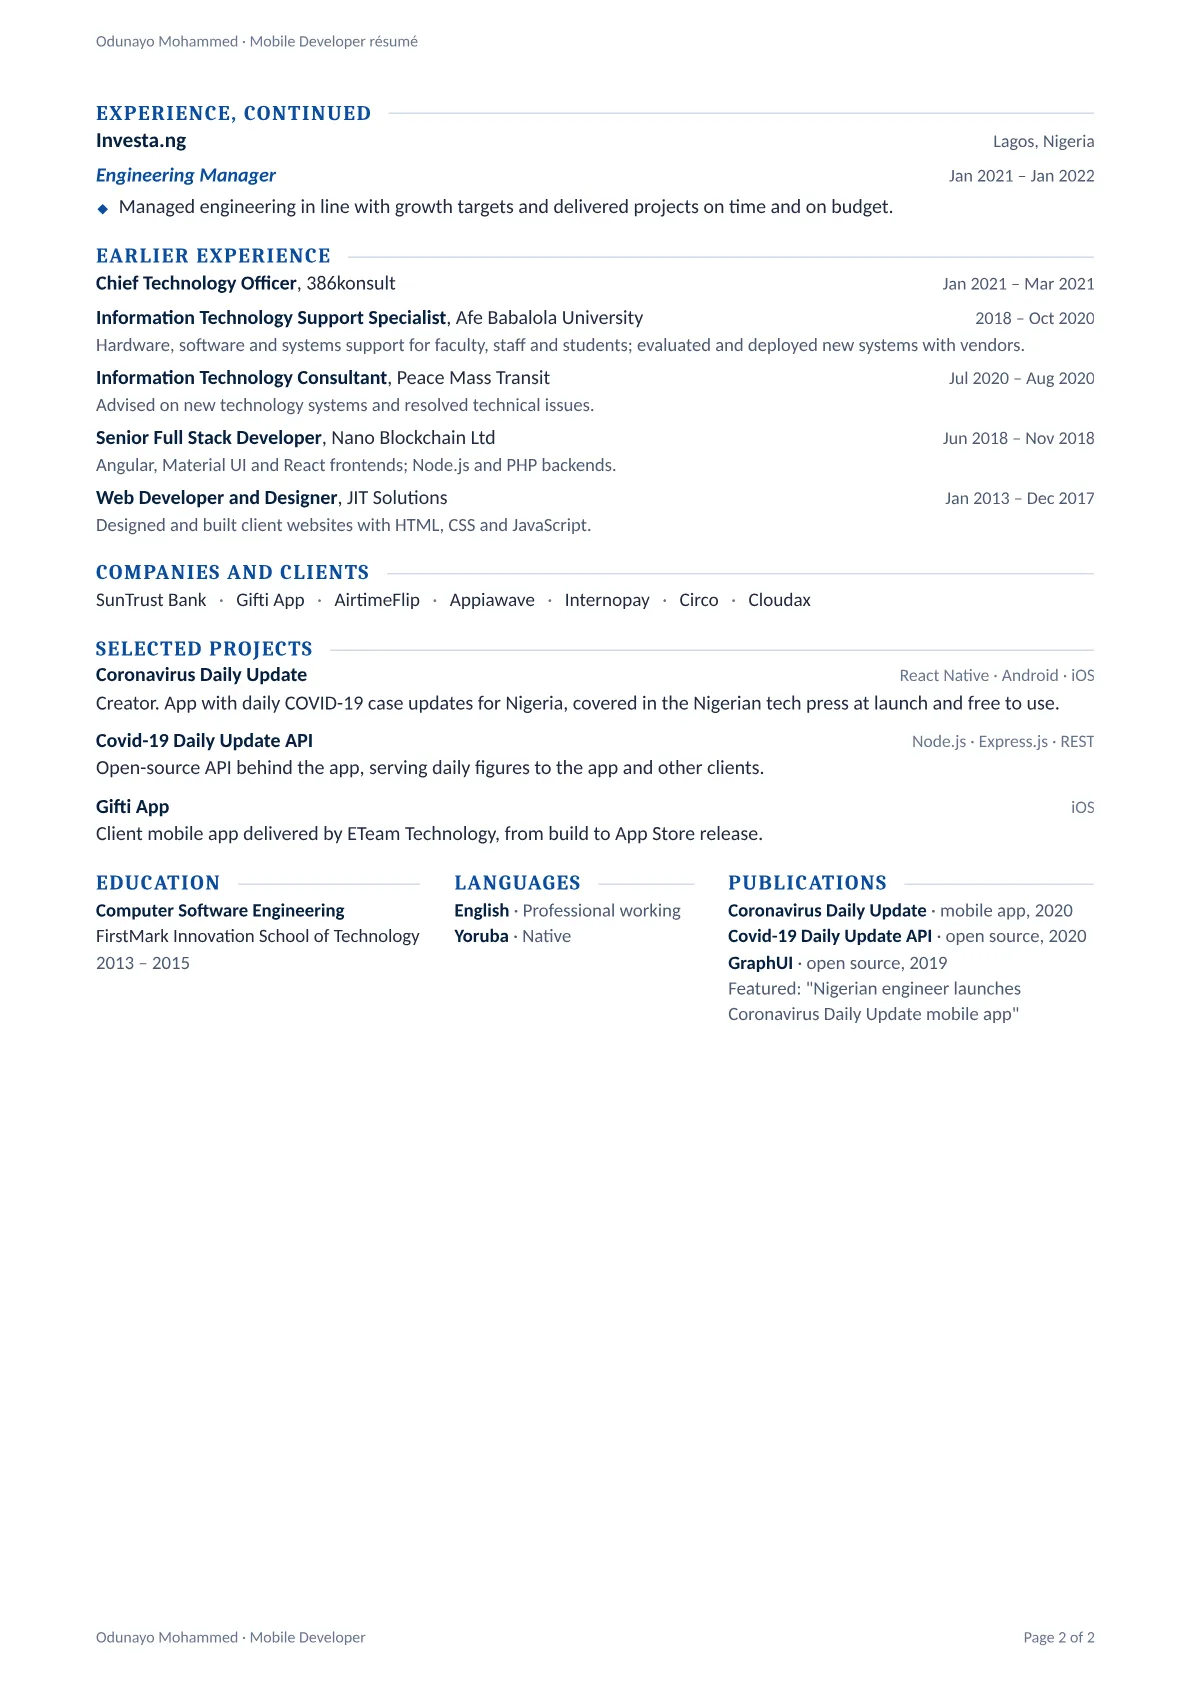 Odunayo Mohammed · Mobile Developer résumé
EXPERIENCE, CONTINUED
Investa.ng Lagos, Nigeria
Engineering Manager Jan 2021 – Jan 2022
◆ Managed engineering in line with growth targets and delivered projects on time and on budget.
EARLIER EXPERIENCE
Chief Technology Officer, 386konsult Jan 2021 – Mar 2021
Information Technology Support Specialist, Afe Babalola University 2018 – Oct 2020
Hardware, software and systems support for faculty, staff and students; evaluated and deployed new systems with vendors.
Information Technology Consultant, Peace Mass Transit Jul 2020 – Aug 2020
Advised on new technology systems and resolved technical issues.
Senior Full Stack Developer, Nano Blockchain Ltd Jun 2018 – Nov 2018
Angular, Material UI and React frontends; Node.js and PHP backends.
Web Developer and Designer, JIT Solutions Jan 2013 – Dec 2017
Designed and built client websites with HTML, CSS and JavaScript.
COMPANIES AND CLIENTS
SunTrust Bank · Gifti App · AirtimeFlip · Appiawave · Internopay · Circo · Cloudax
SELECTED PROJECTS
Coronavirus Daily Update React Native · Android · iOS
Creator. App with daily COVID-19 case updates for Nigeria, covered in the Nigerian tech press at launch and free to use.
Covid-19 Daily Update API Node.js · Express.js · REST
Open-source API behind the app, serving daily figures to the app and other clients.
Gifti App iOS
Client mobile app delivered by ETeam Technology, from build to App Store release.
EDUCATION
Computer Software Engineering
FirstMark Innovation School of Technology
2013 – 2015
LANGUAGES
English · Professional working
Yoruba · Native
PUBLICATIONS
Coronavirus Daily Update · mobile app, 2020
Covid-19 Daily Update API · open source, 2020
GraphUI · open source, 2019
Featured: "Nigerian engineer launches
Coronavirus Daily Update mobile app"
Odunayo Mohammed · Mobile Developer Page 2 of 2